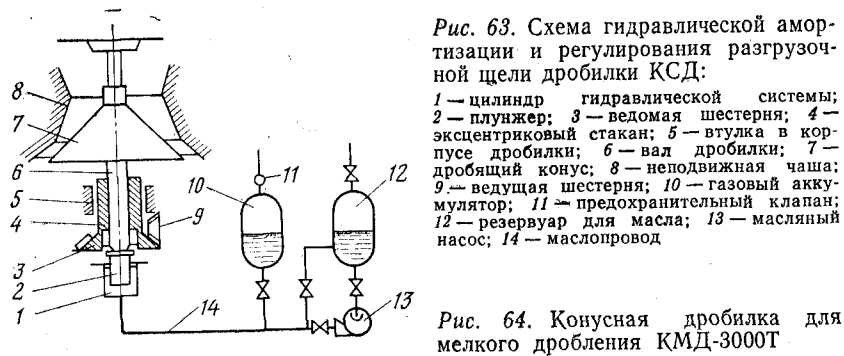 8
7
6
5
4
3
2
1
9
10
11
12
13
14
Рис. 63. Схема гидравлической амор-
тизации и регулирования разгрузоч-
ной щели дробилки КСД:
1 — цилиндр гидравлической системы;
2 — плунжер; 3 — ведомая шестерня; 4 —
эксцентриковый стакан; 5 — втулка в кор-
пусе дробилки; 6 — вал дробилки; 7 —
дробящий конус; 8 — неподвижная чаша;
9.— ведущая шестерня; 10 — газовый акку-
мулятор; 11 — предохранительный клапан;
12 — резервуар для масла; 13 — масляный
насос; 14 — маслопровод
Рис. 64. Конусная дробилка для
мелкого дробления КМД-3000Т